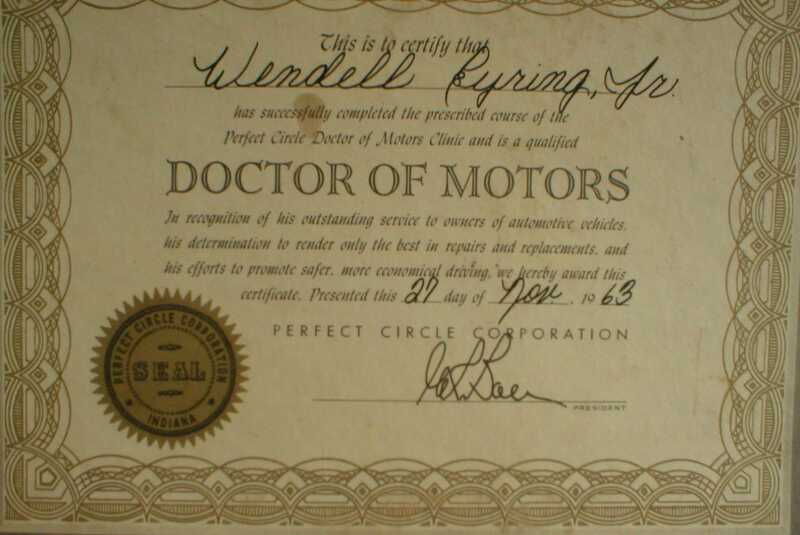 This is to certify that
Wendell Eyring, Jr.
has successfully completed the prescribed course of the
Perfect Circle Doctor of Motors Clinic and is a qualified
DOCTOR OF MOTORS
In recognition of his outstanding service to owners of automotive vehicles,
his determination to render only the best in repairs and replacements, and
his efforts to promote safer, more economical driving, we hereby award this
certificate. Presented this 27 day of Nov. 1963
PERFECT CIRCLE CORPORATION
PRESIDENT
PERFECT CIRCLE CORPORATION
SEAL
INDIANA